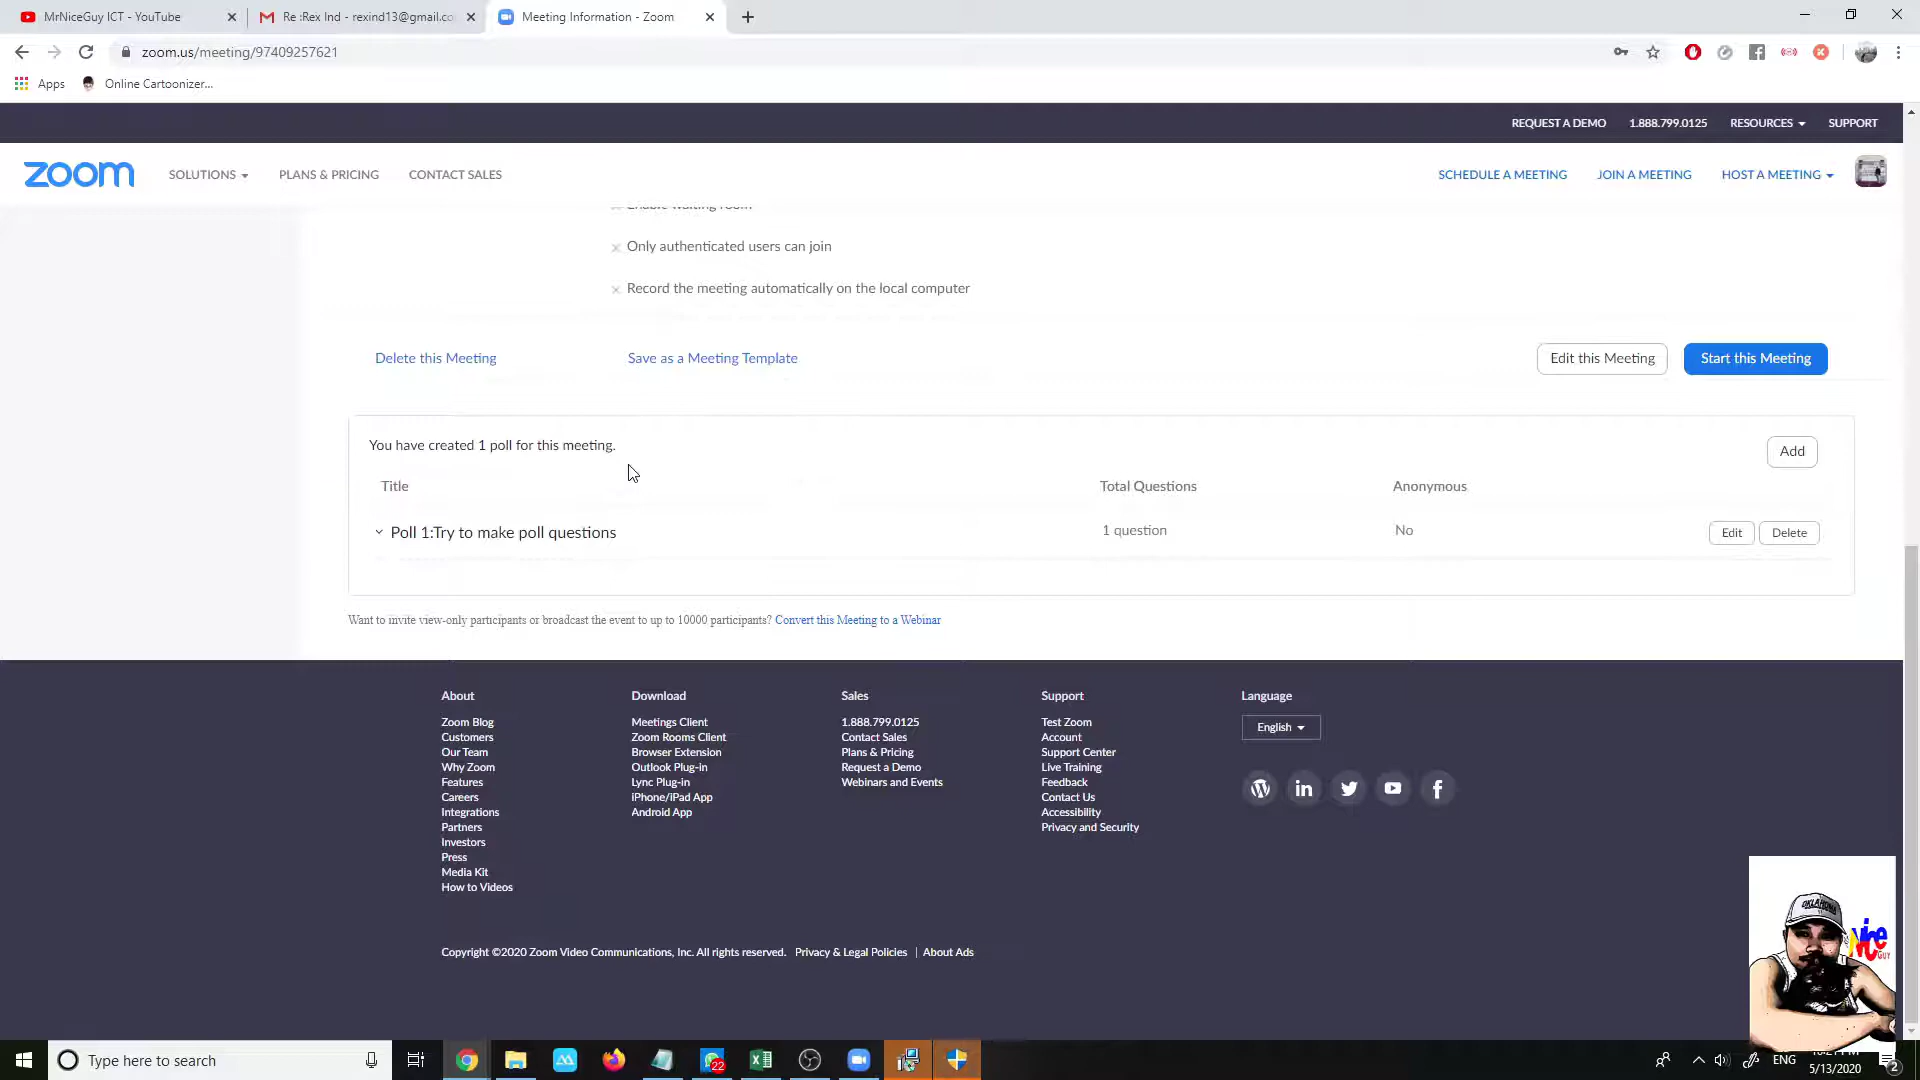 MrNiceGuy ICT - YouTube
Re :Rex Ind - rexind13@gmail.co
Meeting Information - Zoom
zoom.us/meeting/97409257621
Apps
Online Cartoonizer...
REQUEST A DEMO
1.888.799.0125
RESOURCES
SUPPORT
zoom
SOLUTIONS
PLANS & PRICING
CONTACT SALES
SCHEDULE A MEETING
JOIN A MEETING
HOST A MEETING
Enable waiting room
Only authenticated users can join
Record the meeting automatically on the local computer
Delete this Meeting
Save as a Meeting Template
Edit this Meeting
Start this Meeting
You have created 1 poll for this meeting.
Add
Title
Total Questions
Anonymous
Poll 1:Try to make poll questions
1 question
No
Edit
Delete
Want to invite view-only participants or broadcast the event to up to 10000 participants? Convert this Meeting to a Webinar
About
Zoom Blog
Customers
Our Team
Why Zoom
Features
Careers
Integrations
Partners
Investors
Press
Media Kit
How to Videos
Download
Meetings Client
Zoom Rooms Client
Browser Extension
Outlook Plug-in
Lync Plug-in
iPhone/iPad App
Android App
Sales
1.888.799.0125
Contact Sales
Plans & Pricing
Request a Demo
Webinars and Events
Support
Test Zoom
Account
Support Center
Live Training
Feedback
Contact Us
Accessibility
Privacy and Security
Language
English
Copyright ©2020 Zoom Video Communications, Inc. All rights reserved. Privacy & Legal Policies | About Ads
OKLAHOMA
GUY
Type here to search
22
ENG
5/13/2020
2